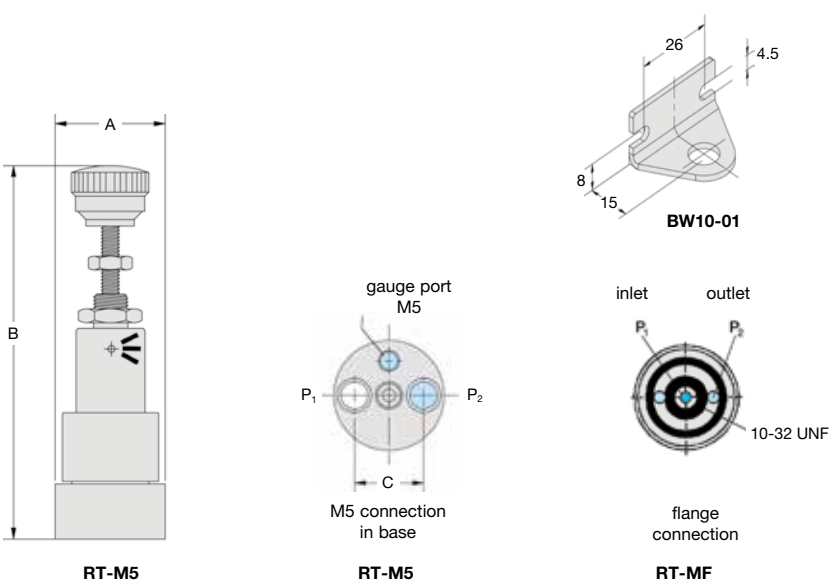 26
4.5
8
15
BW10-01
A
B
RT-M5
gauge port
M5
P₁
P₂
C
M5 connection
in base
RT-M5
inlet
outlet
P₁
P₂
10-32 UNF
flange
connection
RT-MF